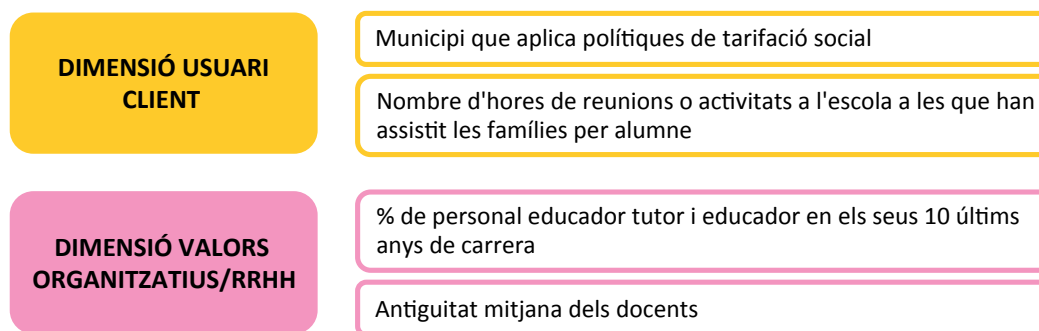 DIMENSIÓ USUARI
CLIENT
Municipi que aplica polítiques de tarifació social
Nombre d'hores de reunions o activitats a l'escola a les que han
assistit les famílies per alumne
DIMENSIÓ VALORS
ORGANITZATIUS/RRHH
% de personal educador tutor i educador en els seus 10 últims
anys de carrera
Antiguitat mitjana dels docents